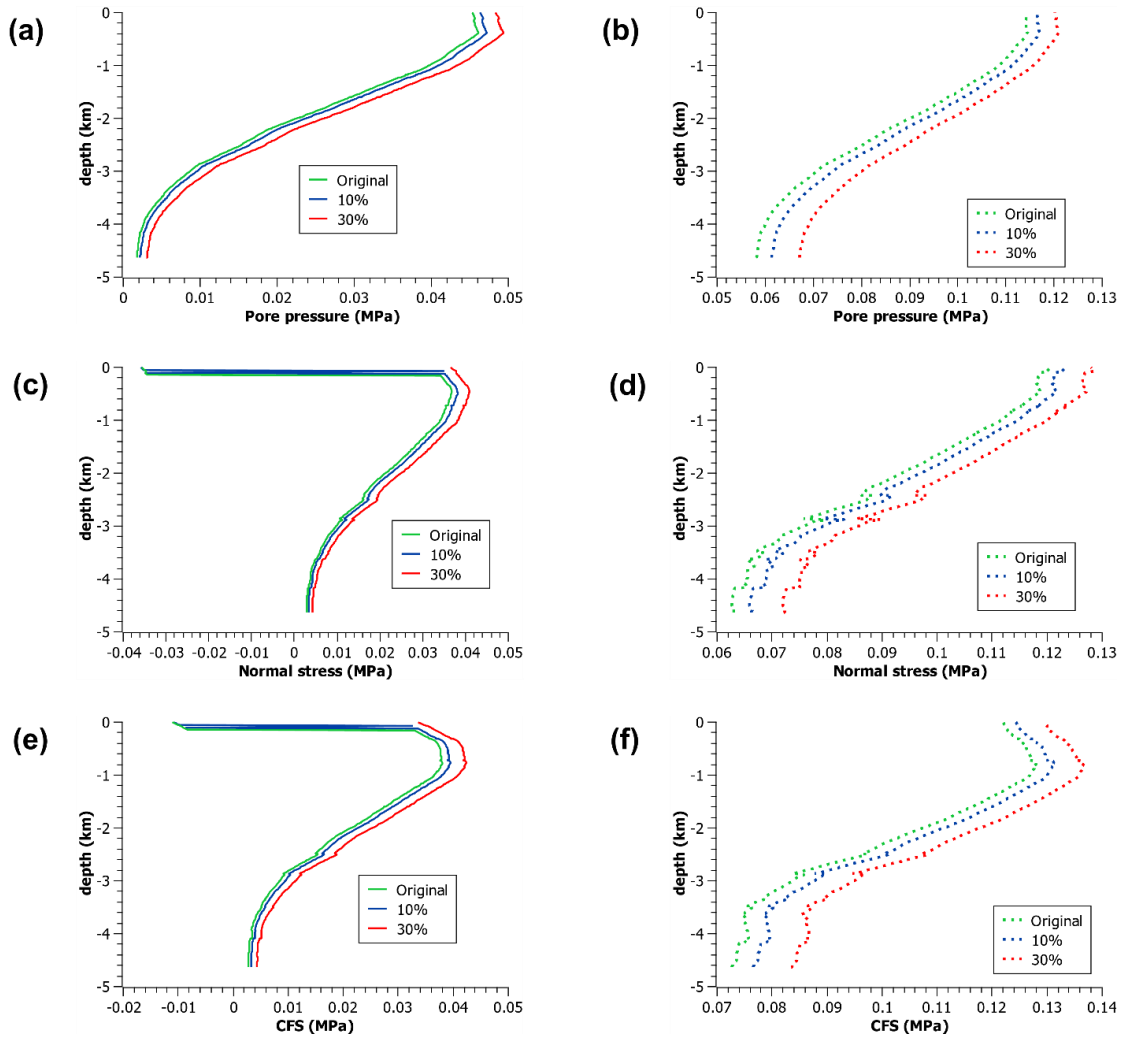 (a)
0
-1
-2
-3
-4
-5
depth (km)
Original
10%
30%
0 0.01 0.02 0.03 0.04 0.05
Pore pressure (MPa)
(b)
0
-1
-2
-3
-4
-5
depth (km)
Original
10%
30%
0.05 0.06 0.07 0.08 0.09 0.1 0.11 0.12 0.13
Pore pressure (MPa)
(c)
0
-1
-2
-3
-4
-5
depth (km)
Original
10%
30%
-0.04 -0.03 -0.02 -0.01 0 0.01 0.02 0.03 0.04 0.05
Normal stress (MPa)
(d)
0
-1
-2
-3
-4
-5
depth (km)
Original
10%
30%
0.06 0.07 0.08 0.09 0.1 0.11 0.12 0.13
Normal stress (MPa)
(e)
0
-1
-2
-3
-4
-5
depth (km)
Original
10%
30%
-0.02 -0.01 0 0.01 0.02 0.03 0.04 0.05
CFS (MPa)
(f)
0
-1
-2
-3
-4
-5
depth (km)
Original
10%
30%
0.07 0.08 0.09 0.1 0.11 0.12 0.13 0.14
CFS (MPa)